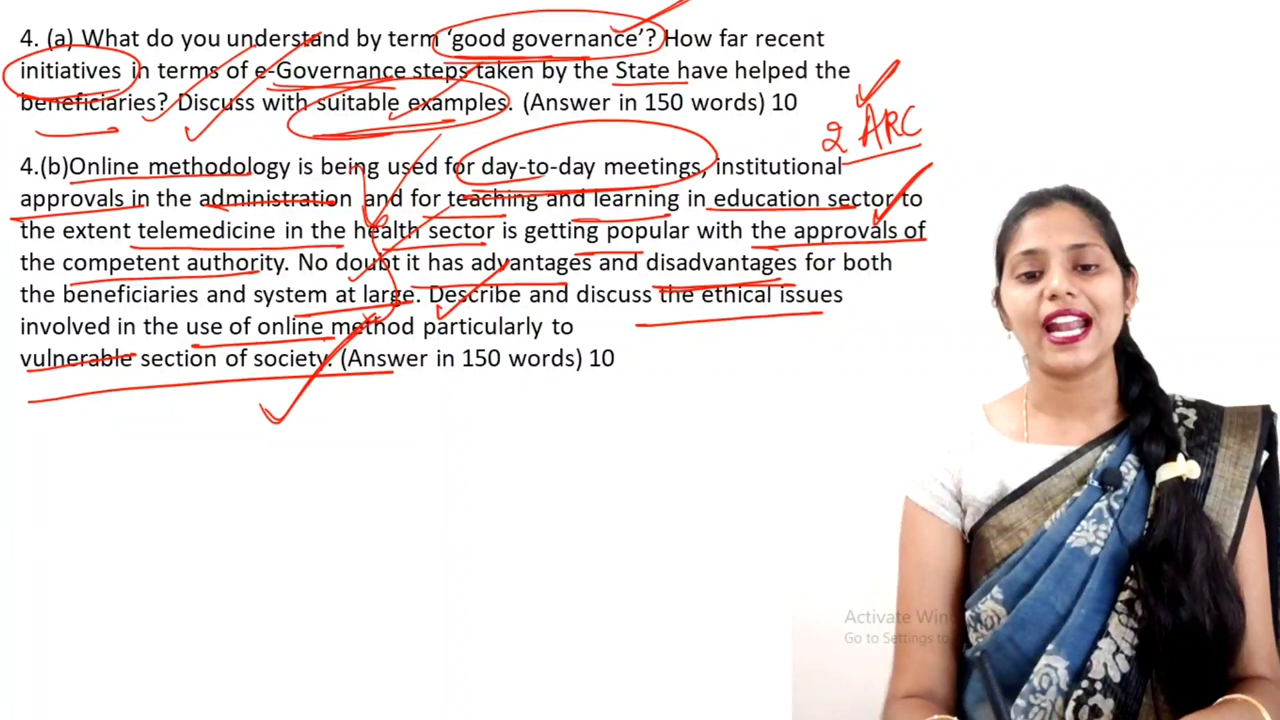 4. (a) What do you understand by term ‘good governance’? How far recent
initiatives in terms of e-Governance steps taken by the State have helped the
beneficiaries? Discuss with suitable examples. (Answer in 150 words) 10
2 ARC
4.(b)Online methodology is being used for day-to-day meetings, institutional
approvals in the administration and for teaching and learning in education sector to
the extent telemedicine in the health sector is getting popular with the approvals of
the competent authority. No doubt it has advantages and disadvantages for both
the beneficiaries and system at large. Describe and discuss the ethical issues
involved in the use of online method particularly to
vulnerable section of society. (Answer in 150 words) 10
Activate Win
Go to Settings to